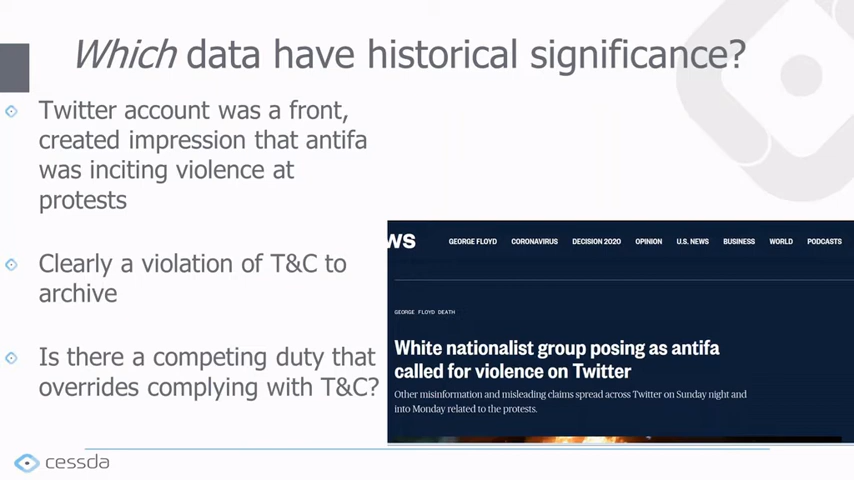 Which data have historical significance?
Twitter account was a front,
created impression that antifa
was inciting violence at
protests
Clearly a violation of T&C to
archive
Is there a competing duty that
overrides complying with T&C?
WS GEORGE FLOYD CORONAVIRUS DECISION 2020 OPINION U.S. NEWS BUSINESS WORLD PODCASTS
GEORGE FLOYD DEATH
White nationalist group posing as antifa
called for violence on Twitter
Other misinformation and misleading claims spread across Twitter on Sunday night and
into Monday related to the protests.
cessda